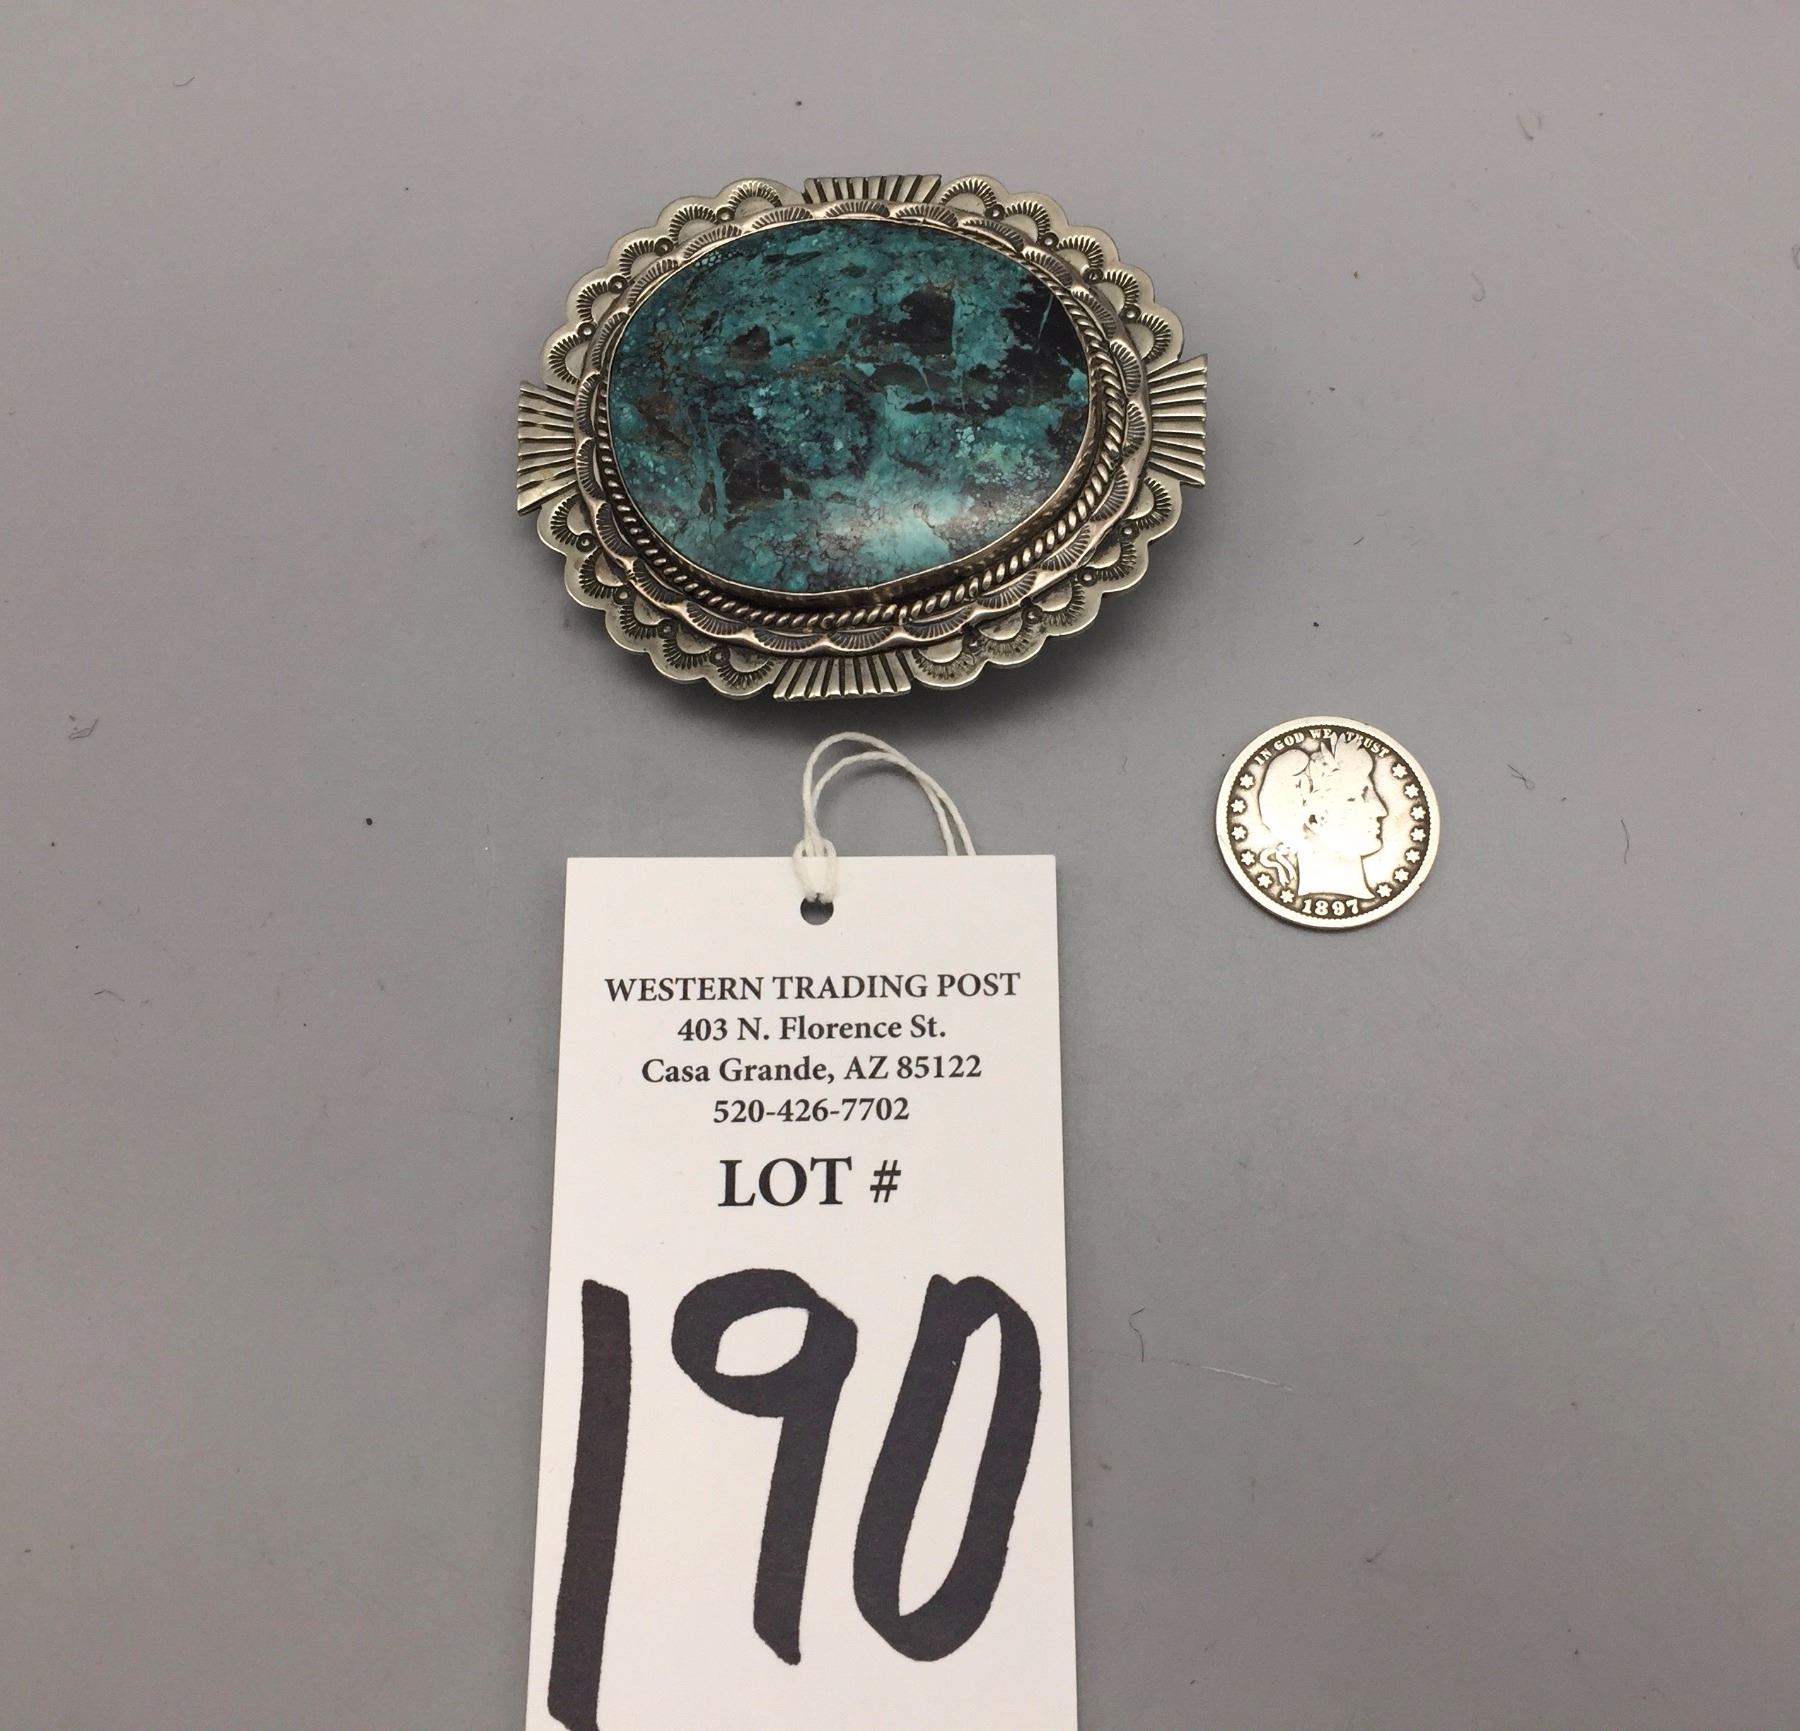 IN GOD WE TRUST
1897
WESTERN TRADING POST
403 N. Florence St.
Casa Grande, AZ 85122
520-426-7702
LOT #
190